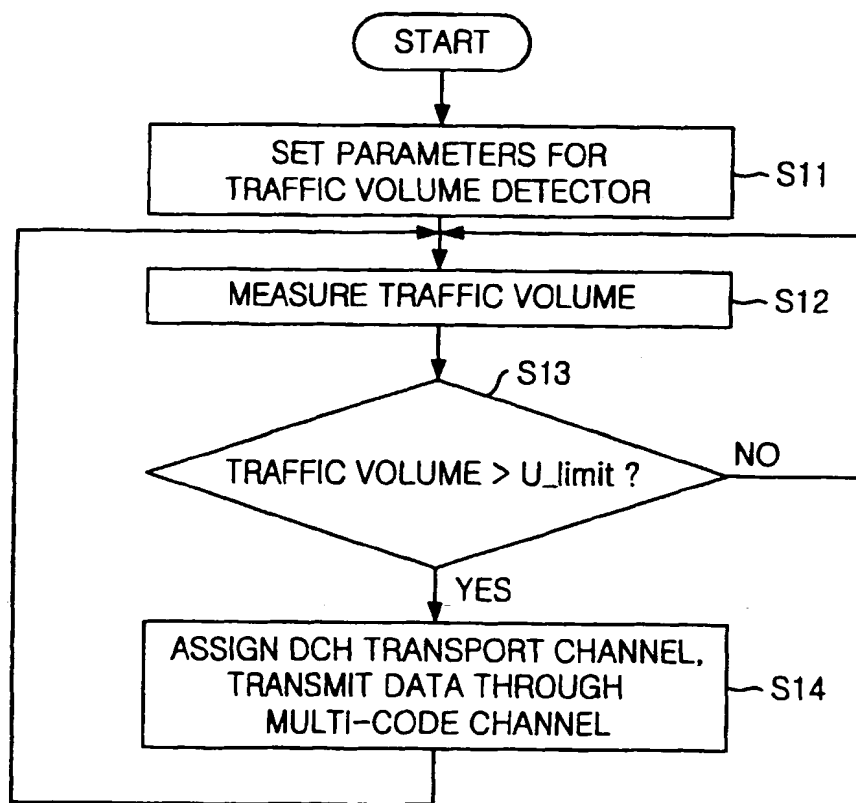 START
SET PARAMETERS FOR
TRAFFIC VOLUME DETECTOR
S11
MEASURE TRAFFIC VOLUME
S12
S13
TRAFFIC VOLUME > U_limit ?
NO
YES
ASSIGN DCH TRANSPORT CHANNEL,
TRANSMIT DATA THROUGH
MULTI-CODE CHANNEL
S14